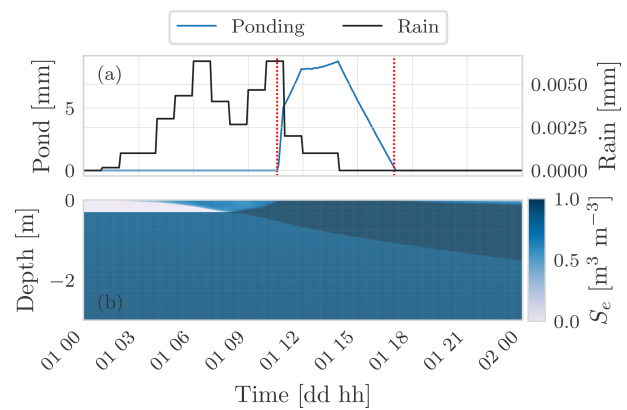 Ponding Rain
(a)
Pond [mm]
5
0
0.0050
0.0025
0.0000
Rain [mm]
(b)
Depth [m]
0
−2
1.0
0.5
0.0
S_e [m³ m⁻³]
01 00 01 03 01 06 01 09 01 12 01 15 01 18 01 21 02 00
Time [dd hh]